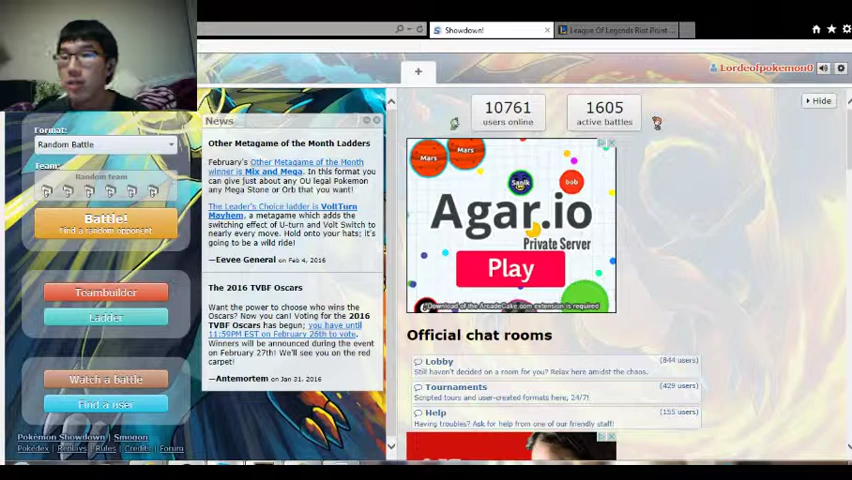 Showdown!
League Of Legends Riot Point ...
+
Lordeofpokemon0
10761
users online
1605
active battles
Hide
Format:
Random Battle
Team:
Random team
Battle!
Find a random opponent
Teambuilder
Ladder
Watch a battle
Find a user
Pokémon Showdown | Smogon
Pokédex | Replays | Rules | Credits | Forum
News
Other Metagame of the Month Ladders
February's Other Metagame of the Month
winner is Mix and Mega. In this format you
can give just about any OU legal Pokemon
any Mega Stone or Orb that you want!
The Leader's Choice ladder is VoltTurn
Mayhem, a metagame which adds the
switching effect of U-turn and Volt Switch to
nearly every move. Hold onto your hats; it's
going to be a wild ride!
—Eevee General on Feb 4, 2016
The 2016 TVBF Oscars
Want the power to choose who wins the
Oscars? Now you can! Voting for the 2016
TVBF Oscars has begun; you have until
11:59PM EST on February 26th to vote.
Winners will be announced during the event
on February 27th! We'll see you on the red
carpet!
—Antemortem on Jan 31, 2016
Mars
Mars
Sanik
bob
Agar.io
Private Server
Play
*Download of the ArcadeCake.com extension is required
Official chat rooms
Lobby (844 users)
Still haven't decided on a room for you? Relax here amidst the chaos.
Tournaments (429 users)
Scripted tours and user-created formats here, 24/7!
Help (155 users)
Having troubles? Ask for help from one of our friendly staff!